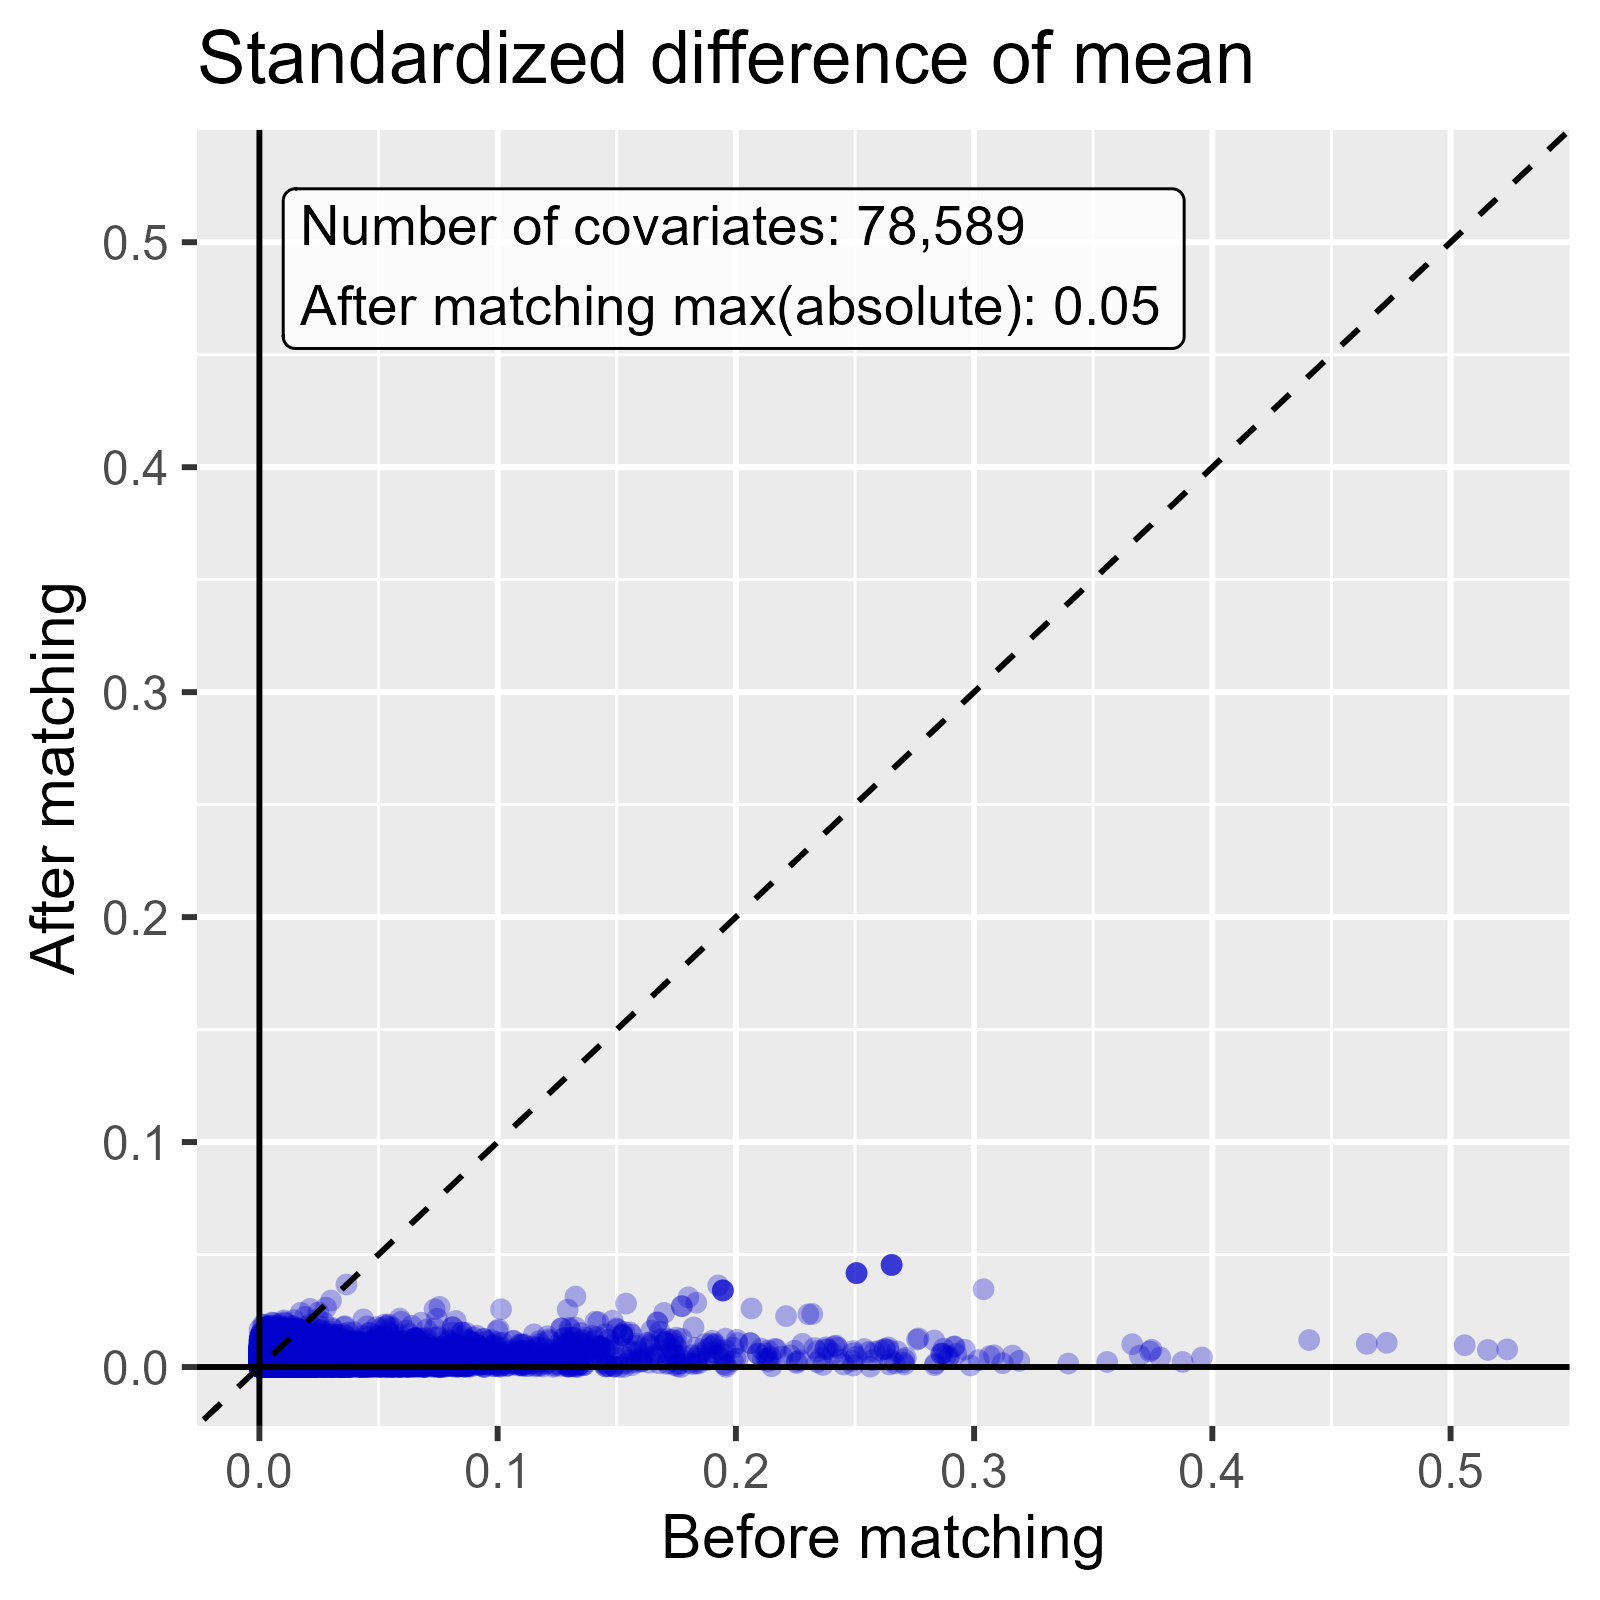 Standardized difference of mean
Number of covariates: 78,589
After matching max(absolute): 0.05
After matching
0.5
0.4
0.3
0.2
0.1
0.0
0.0 0.1 0.2 0.3 0.4 0.5
Before matching